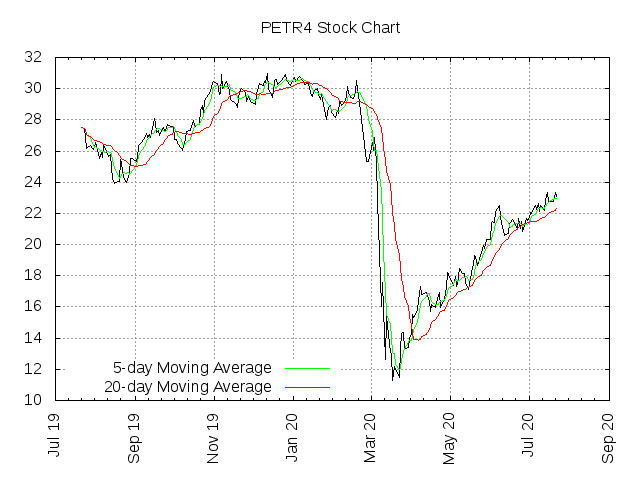 PETR4 Stock Chart
32
30
28
26
24
22
20
18
16
14
12
10
5-day Moving Average
20-day Moving Average
Jul 19
Sep 19
Nov 19
Jan 20
Mar 20
May 20
Jul 20
Sep 20